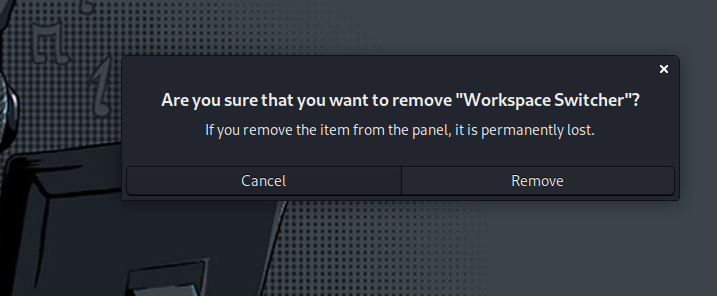 Are you sure that you want to remove "Workspace Switcher"?
If you remove the item from the panel, it is permanently lost.
Cancel
Remove